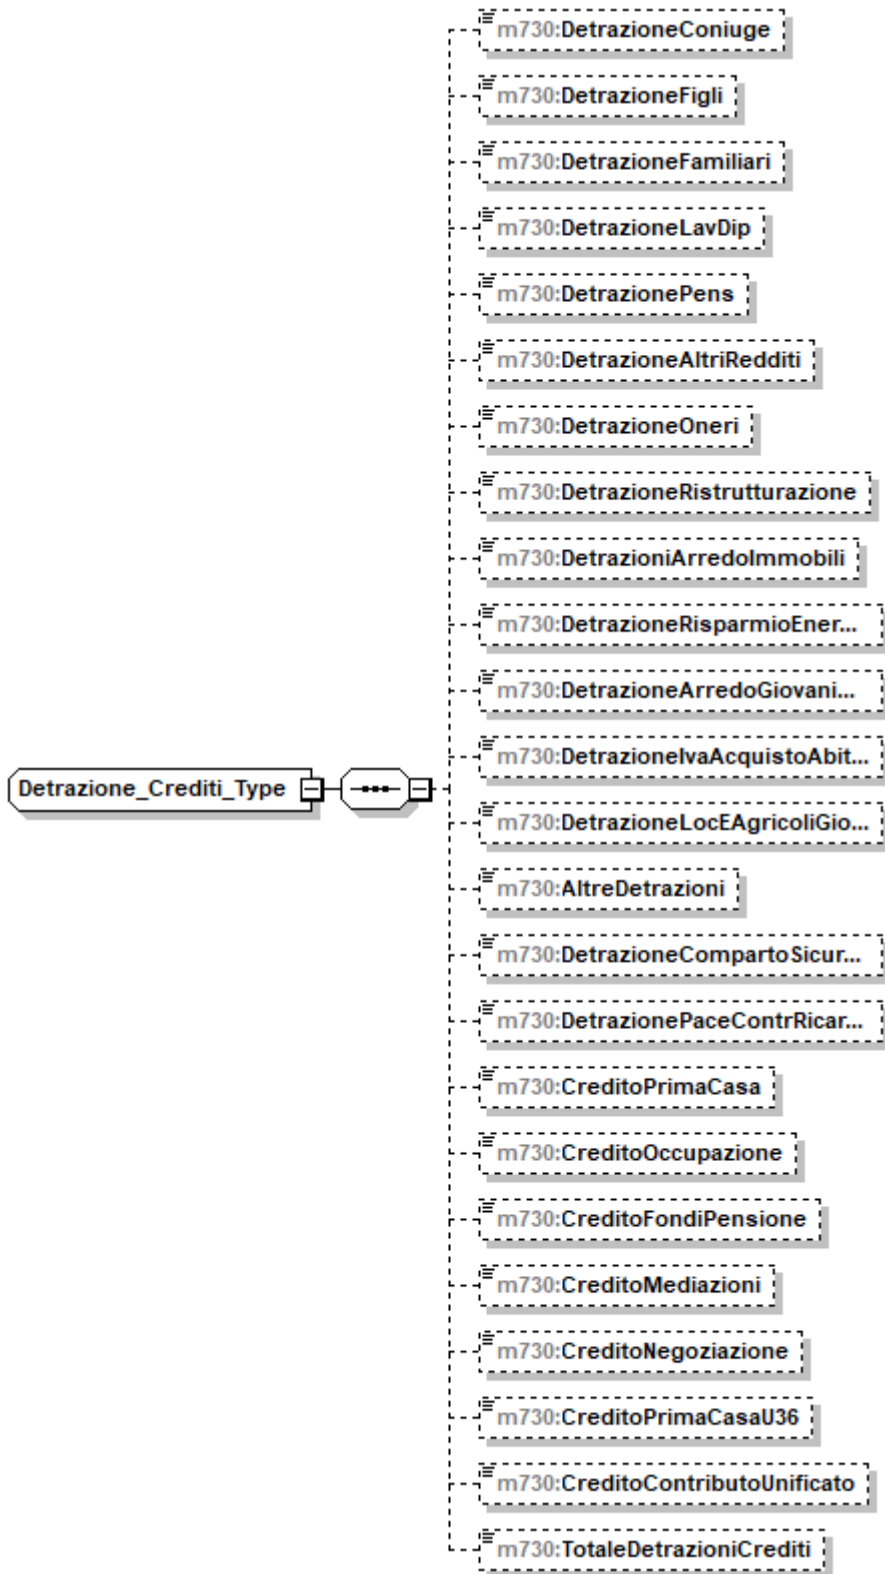 m730:DetrazioneConiuge
m730:DetrazioneFigli
m730:DetrazioneFamiliari
m730:DetrazioneLavDip
m730:DetrazionePens
m730:DetrazioneAltriRedditi
m730:DetrazioneOneri
m730:DetrazioneRistrutturazione
m730:DetrazioniArredoImmobili
m730:DetrazioneRisparmioEner...
m730:DetrazioneArredoGiovani...
m730:DetrazioneIvaAcquistoAbit...
Detrazione_Crediti_Type
m730:DetrazioneLocEAgricoliGio...
m730:AltreDetrazioni
m730:DetrazioneCompartoSicur...
m730:DetrazionePaceContrRicar...
m730:CreditoPrimaCasa
m730:CreditoOccupazione
m730:CreditoFondiPensione
m730:CreditoMediazioni
m730:CreditoNegoziazione
m730:CreditoPrimaCasaU36
m730:CreditoContributoUnificato
m730:TotaleDetrazioniCrediti